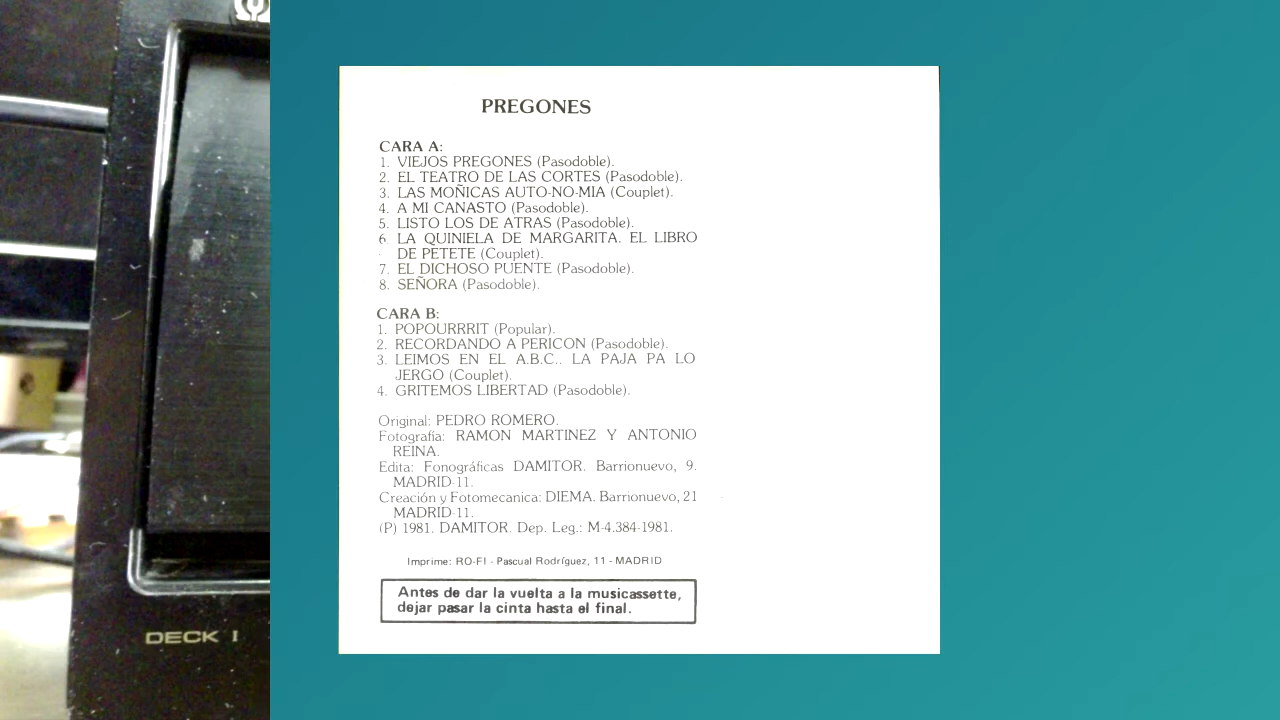 PREGONES
CARA A:
1. VIEJOS PREGONES (Pasodoble).
2. EL TEATRO DE LAS CORTES (Pasodoble).
3. LAS MOÑICAS AUTO-NO-MIA (Couplet).
4. A MI CANASTO (Pasodoble).
5. LISTO LOS DE ATRAS (Pasodoble).
6 LA QUINIELA DE MARGARITA. EL LIBRO
DE PETETE (Couplet).
7. EL DICHOSO PUENTE (Pasodoble).
8. SEÑORA (Pasodoble).
CARA B:
1. POPOURRRIT (Popular).
2. RECORDANDO A PERICON (Pasodoble).
3. LEIMOS EN EL A.B.C.. LA PAJA PA LO
JERGO (Couplet).
4. GRITEMOS LIBERTAD (Pasodoble).
Original: PEDRO ROMERO.
Fotografía: RAMON MARTINEZ Y ANTONIO
REINA.
Edita: Fonográficas DAMITOR. Barrionuevo, 9.
MADRID-11.
Creación y Fotomecanica: DIEMA. Barrionuevo, 21
MADRID-11.
(P) 1981. DAMITOR. Dep. Leg.: M-4.384-1981.
Imprime: RO-FI - Pascual Rodríguez, 11 - MADRID
Antes de dar la vuelta a la musicassette,
dejar pasar la cinta hasta el final.
DECK I